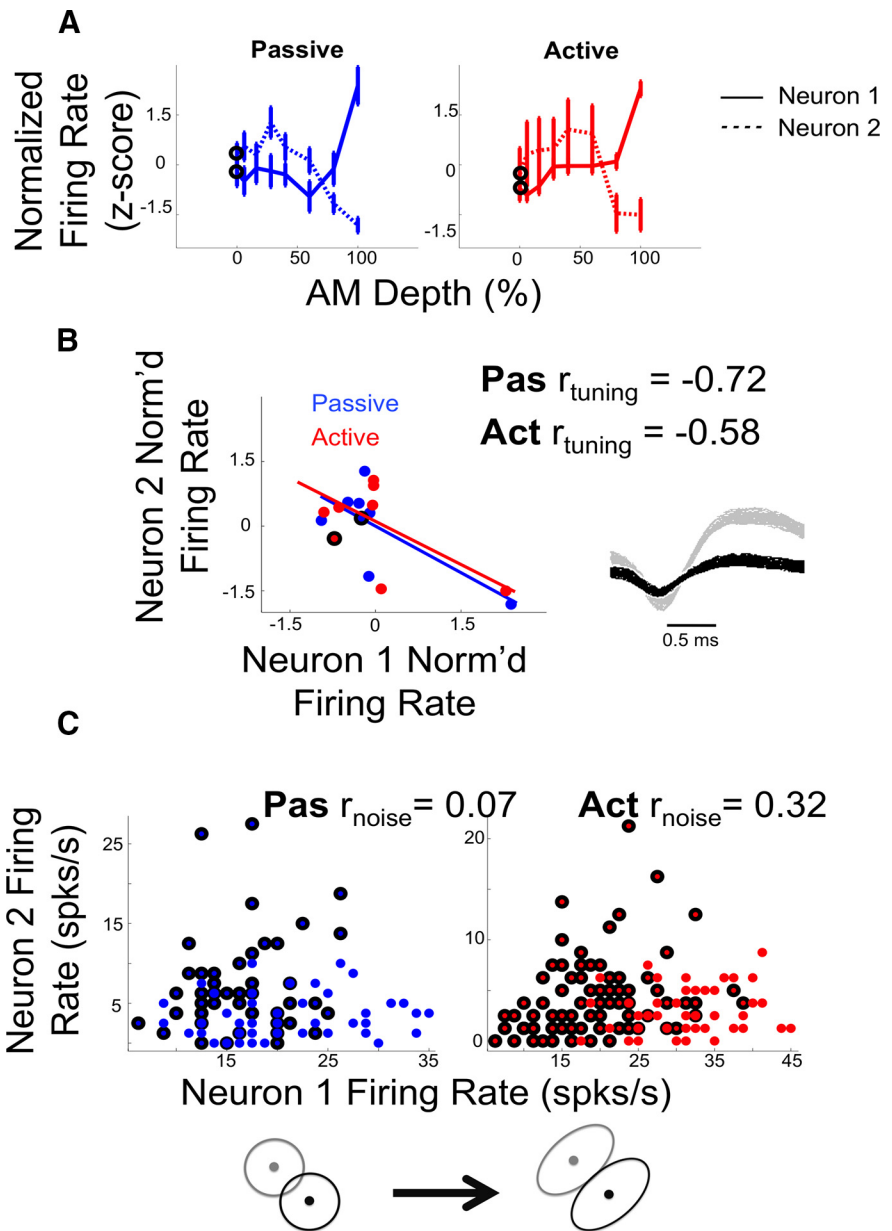 A
Passive
Active
Normalized
Firing Rate
(z-score)
1.5
0
-1.5
1.5
0
-1.5
Neuron 1
Neuron 2
0
50
100
0
50
100
AM Depth (%)
B
Neuron 2 Norm'd
Firing Rate
Passive
Active
1.5
0
-1.5
-1.5
0
1.5
Neuron 1 Norm'd
Firing Rate
Pas rtuning = -0.72
Act rtuning = -0.58
0.5 ms
C
Pas rnoise= 0.07
Act rnoise= 0.32
Neuron 2 Firing
Rate (spks/s)
25
15
5
20
10
0
15
25
35
15
25
35
45
Neuron 1 Firing Rate (spks/s)